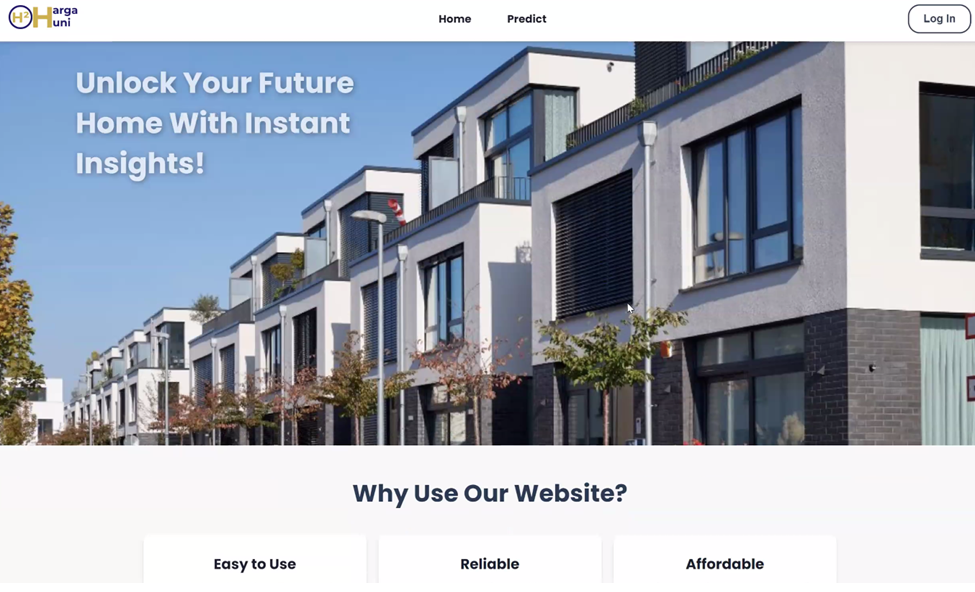 H² Harga
Huni
Home Predict Log In
Unlock Your Future
Home With Instant
Insights!
Why Use Our Website?
Easy to Use Reliable Affordable